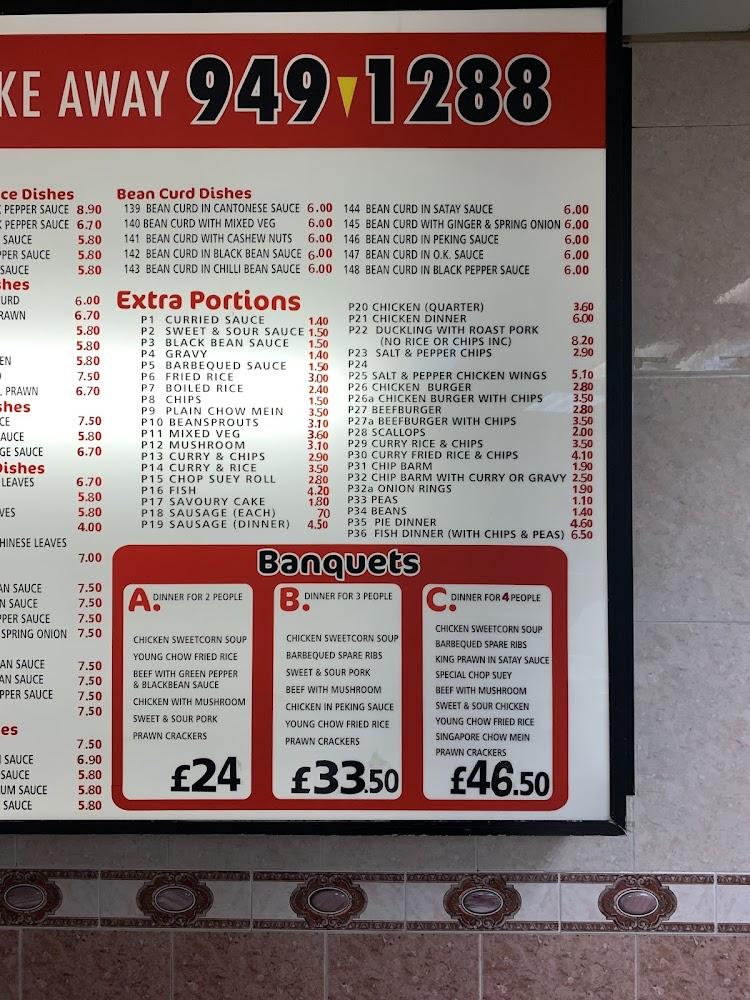 KE AWAY 949 1288
ce Dishes
PEPPER SAUCE 8.90
PEPPER SAUCE 6.70
SAUCE 5.80
PER SAUCE 5.80
SAUCE 5.80
shes
URD 6.00
RAWN 6.70
5.80
5.80
EN 5.80
7.50
L PRAWN 6.70
shes
CE 7.50
AUCE 5.80
GE SAUCE 6.70
Dishes
LEAVES 6.70
5.80
VES 5.80
4.00
HINESE LEAVES
7.00
AN SAUCE 7.50
N SAUCE 7.50
PPER SAUCE 7.50
SPRING ONION 7.50
AN SAUCE 7.50
AN SAUCE 7.50
PPER SAUCE 7.50
7.50
es
7.50
SAUCE 6.90
SAUCE 5.80
UM SAUCE 5.80
SAUCE 5.80
Bean Curd Dishes
139 BEAN CURD IN CANTONESE SAUCE 6.00
140 BEAN CURD WITH MIXED VEG 6.00
141 BEAN CURD WITH CASHEW NUTS 6.00
142 BEAN CURD IN BLACK BEAN SAUCE 6.00
143 BEAN CURD IN CHILLI BEAN SAUCE 6.00
144 BEAN CURD IN SATAY SAUCE 6.00
145 BEAN CURD WITH GINGER & SPRING ONION 6.00
146 BEAN CURD IN PEKING SAUCE 6.00
147 BEAN CURD IN O.K. SAUCE 6.00
148 BEAN CURD IN BLACK PEPPER SAUCE 6.00
Extra Portions
P1 CURRIED SAUCE 1.40
P2 SWEET & SOUR SAUCE 1.50
P3 BLACK BEAN SAUCE 1.50
P4 GRAVY 1.40
P5 BARBEQUED SAUCE 1.50
P6 FRIED RICE 3.00
P7 BOILED RICE 2.40
P8 CHIPS 1.50
P9 PLAIN CHOW MEIN 3.50
P10 BEANSPROUTS 3.10
P11 MIXED VEG 3.60
P12 MUSHROOM 3.10
P13 CURRY & CHIPS 2.90
P14 CURRY & RICE 3.50
P15 CHOP SUEY ROLL 2.80
P16 FISH 4.20
P17 SAVOURY CAKE 1.80
P18 SAUSAGE (EACH) 70
P19 SAUSAGE (DINNER) 4.50
P20 CHICKEN (QUARTER) 3.60
P21 CHICKEN DINNER 6.00
P22 DUCKLING WITH ROAST PORK
(NO RICE OR CHIPS INC) 8.20
P23 SALT & PEPPER CHIPS 2.90
P24
P25 SALT & PEPPER CHICKEN WINGS 5.10
P26 CHICKEN BURGER 2.80
P26a CHICKEN BURGER WITH CHIPS 3.50
P27 BEEFBURGER 2.80
P27a BEEFBURGER WITH CHIPS 3.50
P28 SCALLOPS 2.00
P29 CURRY RICE & CHIPS 3.50
P30 CURRY FRIED RICE & CHIPS 4.10
P31 CHIP BARM 1.90
P32 CHIP BARM WITH CURRY OR GRAVY 2.50
P32a ONION RINGS 1.90
P33 PEAS 1.10
P34 BEANS 1.40
P35 PIE DINNER 4.60
P36 FISH DINNER (WITH CHIPS & PEAS) 6.50
Banquets
A. DINNER FOR 2 PEOPLE
CHICKEN SWEETCORN SOUP
YOUNG CHOW FRIED RICE
BEEF WITH GREEN PEPPER
& BLACKBEAN SAUCE
CHICKEN WITH MUSHROOM
SWEET & SOUR PORK
PRAWN CRACKERS
£24
B. DINNER FOR 3 PEOPLE
CHICKEN SWEETCORN SOUP
BARBEQUED SPARE RIBS
SWEET & SOUR PORK
BEEF WITH MUSHROOM
CHICKEN IN PEKING SAUCE
YOUNG CHOW FRIED RICE
PRAWN CRACKERS
£33.50
C. DINNER FOR 4 PEOPLE
CHICKEN SWEETCORN SOUP
BARBEQUED SPARE RIBS
KING PRAWN IN SATAY SAUCE
SPECIAL CHOP SUEY
BEEF WITH MUSHROOM
SWEET & SOUR CHICKEN
YOUNG CHOW FRIED RICE
SINGAPORE CHOW MEIN
PRAWN CRACKERS
£46.50